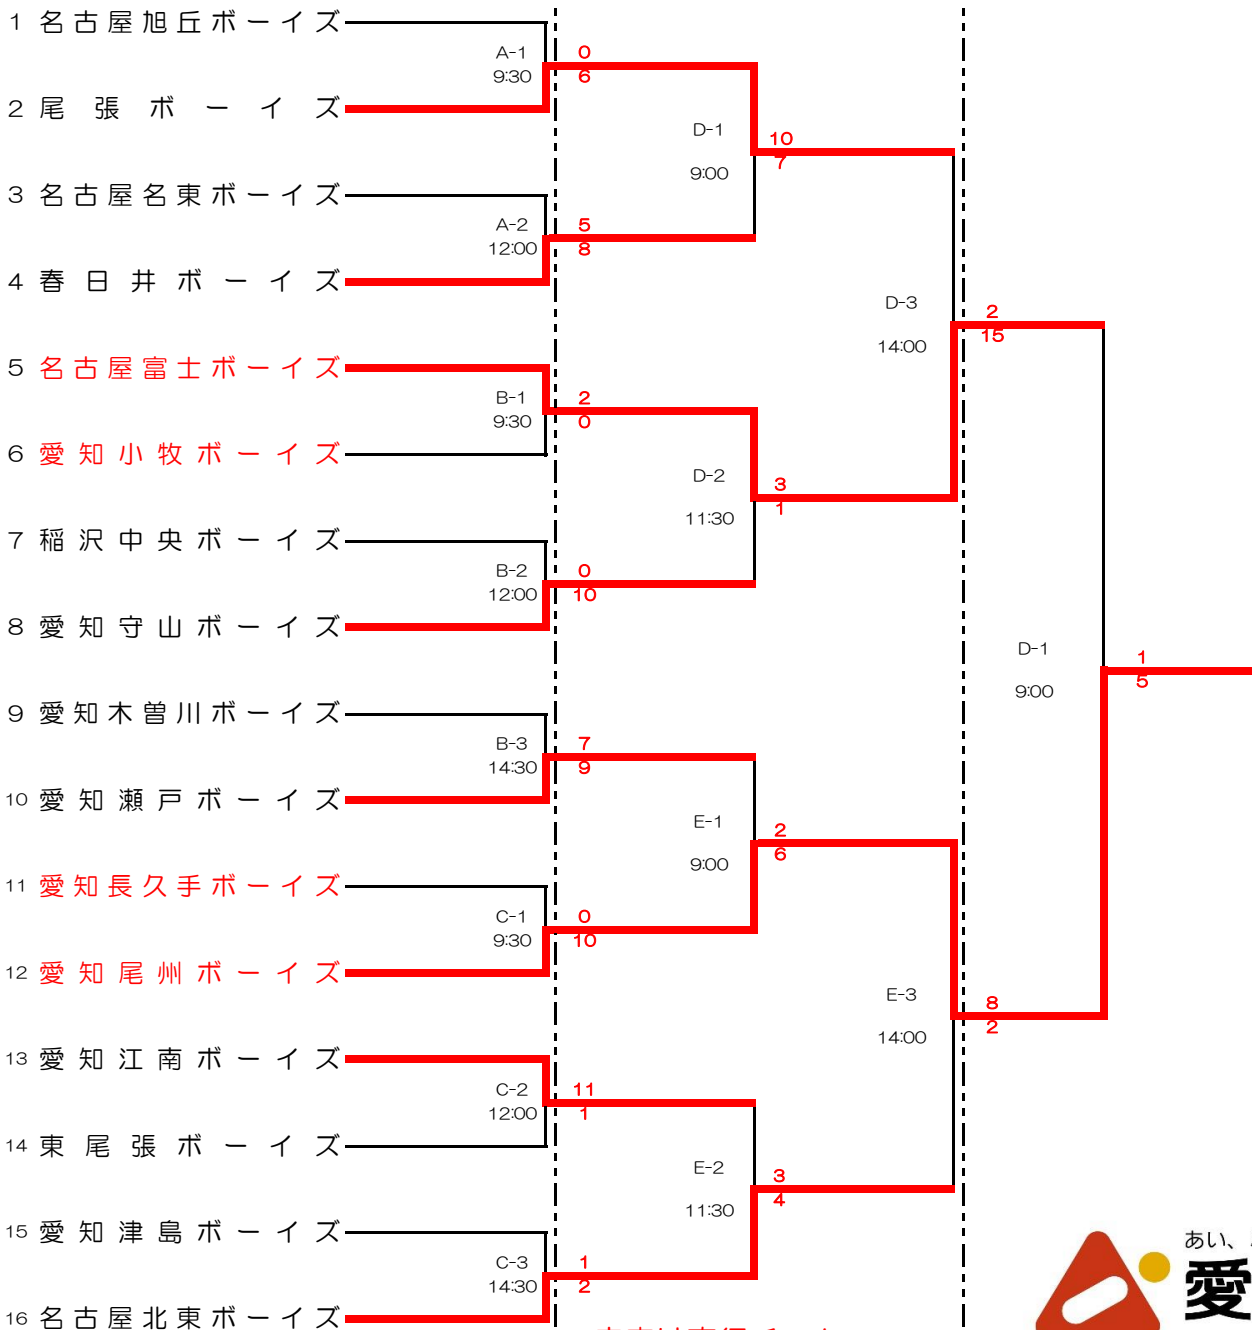 1 名古屋旭丘ボーイズ
A-1
9:30
0
6
2 尾張ボーイズ
D-1
9:00
10
7
3 名古屋名東ボーイズ
A-2
12:00
5
8
4 春日井ボーイズ
D-3
14:00
2
15
5 名古屋富士ボーイズ
B-1
9:30
2
0
6 愛知小牧ボーイズ
D-2
11:30
3
1
7 稲沢中央ボーイズ
B-2
12:00
0
10
8 愛知守山ボーイズ
D-1
9:00
1
5
9 愛知木曽川ボーイズ
B-3
14:30
7
9
10 愛知瀬戸ボーイズ
E-1
9:00
2
6
11 愛知長久手ボーイズ
C-1
9:30
0
10
12 愛知尾州ボーイズ
E-3
14:00
8
2
13 愛知江南ボーイズ
C-2
12:00
11
1
14 東尾張ボーイズ
E-2
11:30
3
4
15 愛知津島ボーイズ
C-3
14:30
1
2
16 名古屋北東ボーイズ
あい、
愛